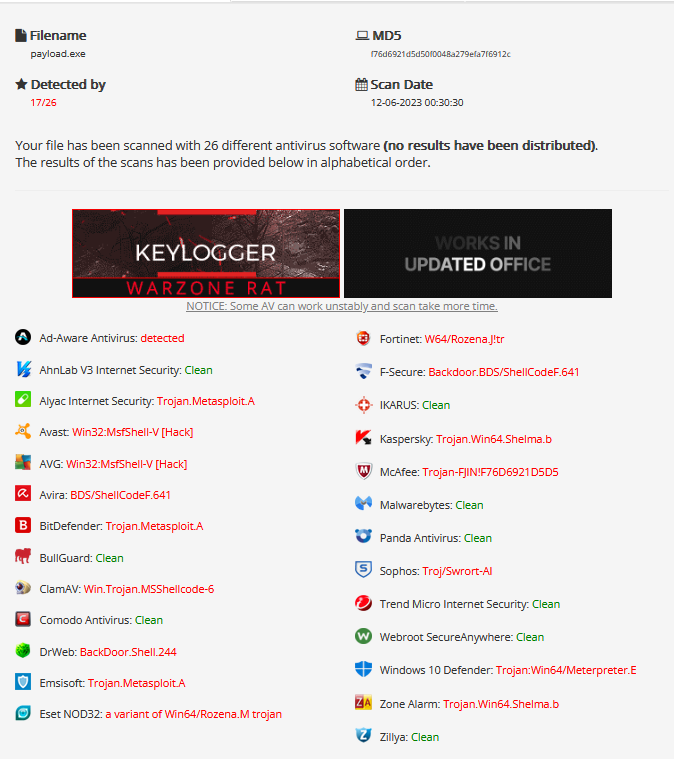 Filename
payload.exe
MD5
f76d6921d5d50f0048a279efa7f6912c
Detected by
17/26
Scan Date
12-06-2023 00:30:30
Your file has been scanned with 26 different antivirus software (no results have been distributed).
The results of the scans has been provided below in alphabetical order.
KEYLOGGER
WARZONE RAT
WORKS IN
UPDATED OFFICE
NOTICE: Some AV can work unstably and scan take more time.
Ad-Aware Antivirus: detected
AhnLab V3 Internet Security: Clean
Alyac Internet Security: Trojan.Metasploit.A
Avast: Win32:MsfShell-V [Hack]
AVG: Win32:MsfShell-V [Hack]
Avira: BDS/ShellCodeF.641
BitDefender: Trojan.Metasploit.A
BullGuard: Clean
ClamAV: Win.Trojan.MSShellcode-6
Comodo Antivirus: Clean
DrWeb: BackDoor.Shell.244
Emsisoft: Trojan.Metasploit.A
Eset NOD32: a variant of Win64/Rozena.M trojan
Fortinet: W64/Rozena.J!tr
F-Secure: Backdoor.BDS/ShellCodeF.641
IKARUS: Clean
Kaspersky: Trojan.Win64.Shelma.b
McAfee: Trojan-FJIN!F76D6921D5D5
Malwarebytes: Clean
Panda Antivirus: Clean
Sophos: Troj/Swrort-AI
Trend Micro Internet Security: Clean
Webroot SecureAnywhere: Clean
Windows 10 Defender: Trojan:Win64/Meterpreter.E
Zone Alarm: Trojan.Win64.Shelma.b
Zillya: Clean